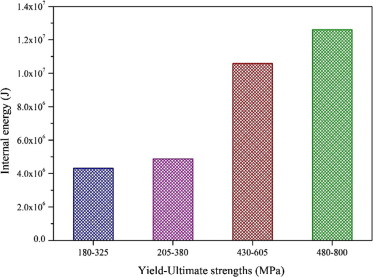 1.4x10⁷
1.2x10⁷
1.0x10⁷
8.0x10⁶
6.0x10⁶
4.0x10⁶
2.0x10⁶
0.0
Internal energy (J)
180-325 205-380 430-605 480-800
Yield-Ultimate strengths (MPa)